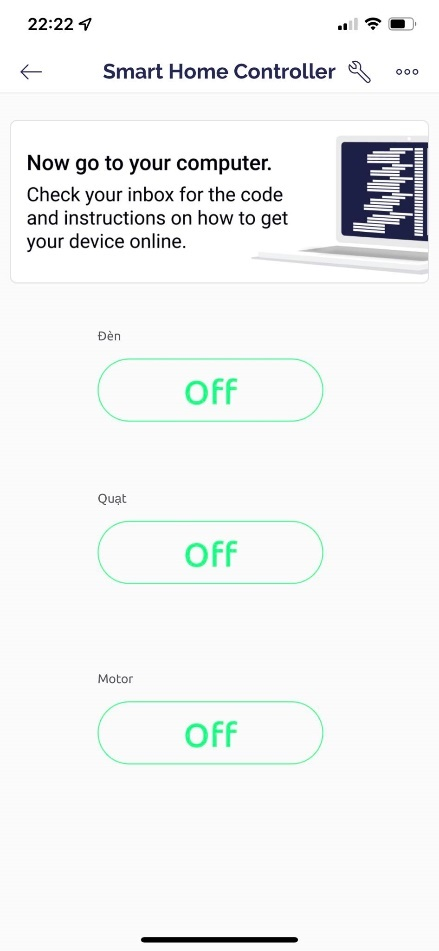 22:22
Smart Home Controller
Now go to your computer.
Check your inbox for the code
and instructions on how to get
your device online.
Đèn
Off
Quạt
Off
Motor
Off